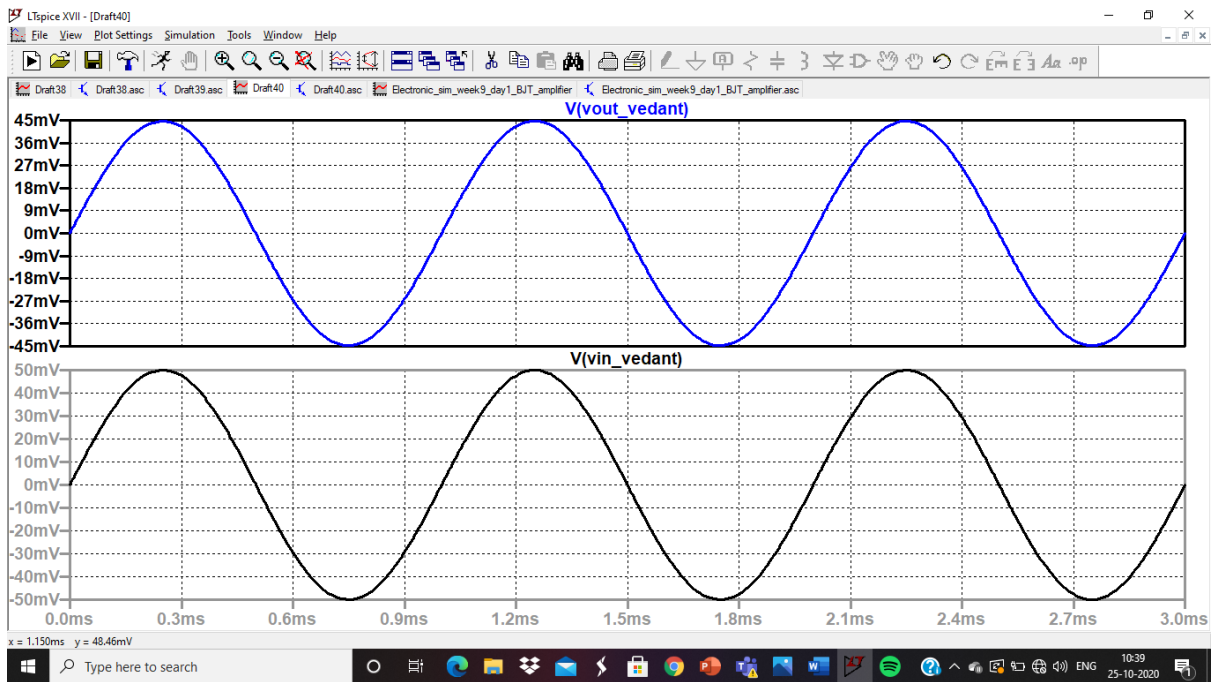 LTspice XVII - [Draft40]
File View Plot Settings Simulation Tools Window Help
Draft38 Draft38.asc Draft39.asc Draft40 Draft40.asc Electronic_sim_week9_day1_BJT_amplifier Electronic_sim_week9_day1_BJT_amplifier.asc
V(vout_vedant)
45mV
36mV
27mV
18mV
9mV
0mV
-9mV
-18mV
-27mV
-36mV
-45mV
V(vin_vedant)
50mV
40mV
30mV
20mV
10mV
0mV
-10mV
-20mV
-30mV
-40mV
-50mV
0.0ms 0.3ms 0.6ms 0.9ms 1.2ms 1.5ms 1.8ms 2.1ms 2.4ms 2.7ms 3.0ms
x = 1.150ms y = 48.46mV
Type here to search
ENG
10:39
25-10-2020